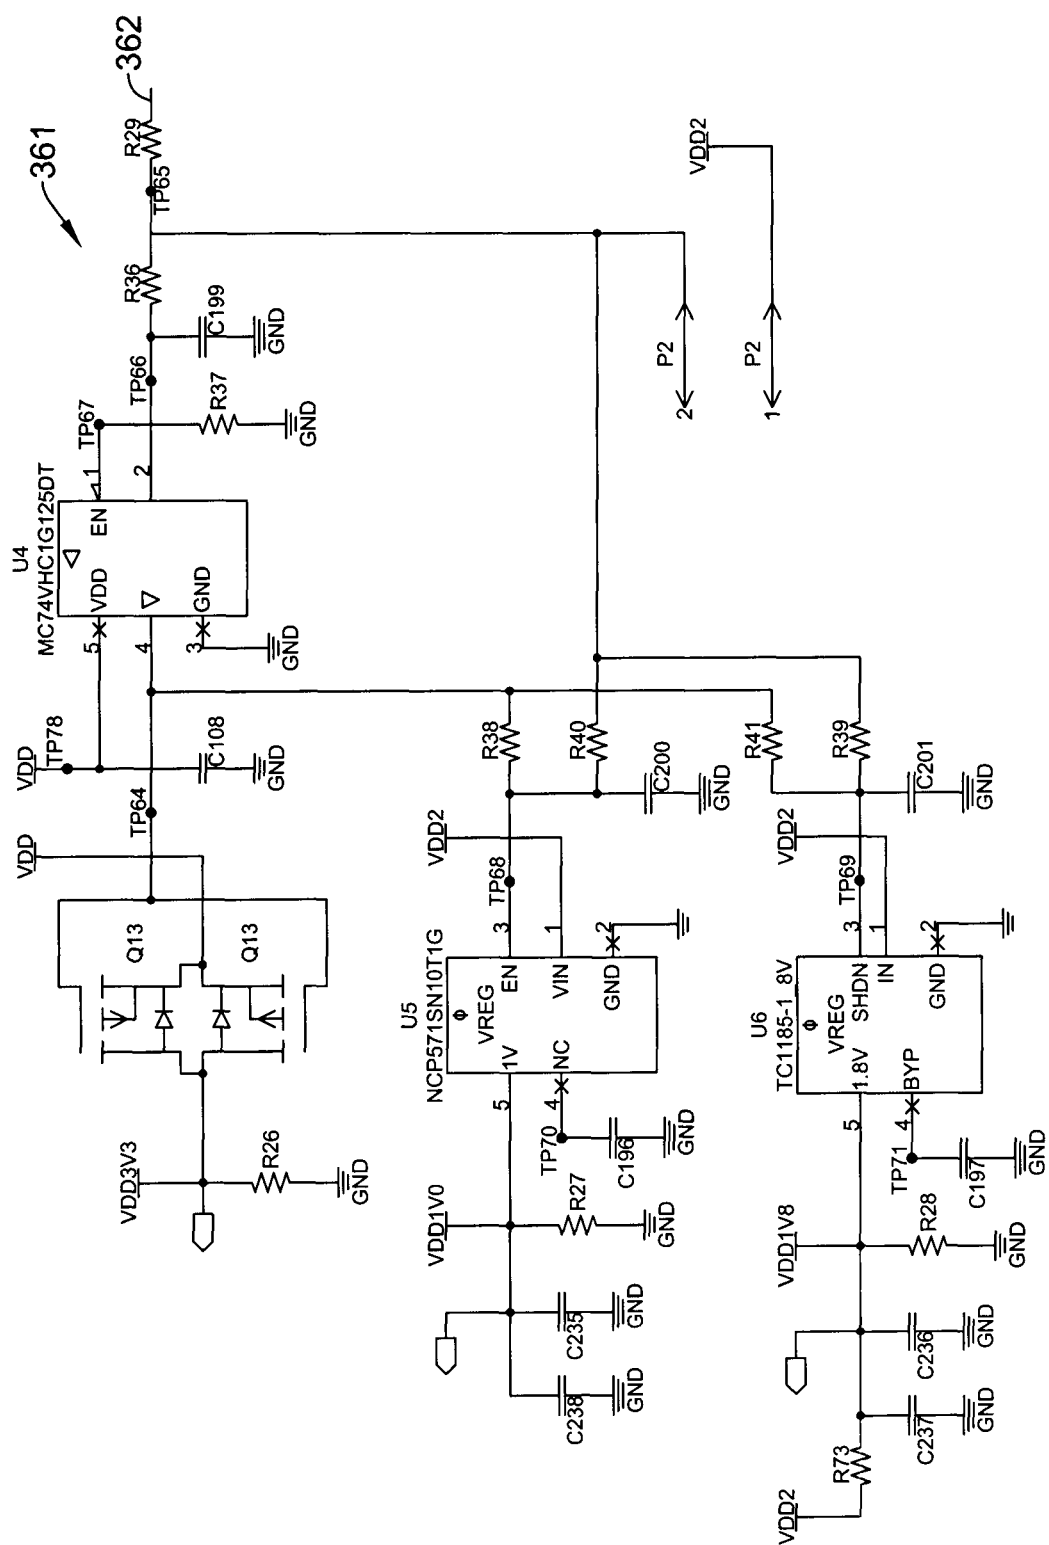 361
362
R29
TP65
R36
C199
GND
TP66
TP67
R37
GND
U4
MC74VHC1G125DT
EN
1
2
VDD
GND
5
4
3
GND
VDD
TP78
C108
GND
TP64
VDD
Q13
Q13
VDD3V3
R26
GND
P2
2
P2
1
VDD2
R38
R40
C200
GND
VDD2
TP68
3
1
2
U5
NCP571SN10T1G
Φ
VREG
EN
VIN
GND
1V
NC
5
4
TP70
C196
GND
VDD1V0
R27
GND
C235
GND
C238
GND
R41
R39
C201
GND
VDD2
TP69
3
1
2
U6
TC1185-1_8V
Φ
VREG
SHDN
IN
GND
1.8V
BYP
5
4
TP71
C197
GND
VDD1V8
R28
GND
C236
GND
C237
GND
R73
VDD2